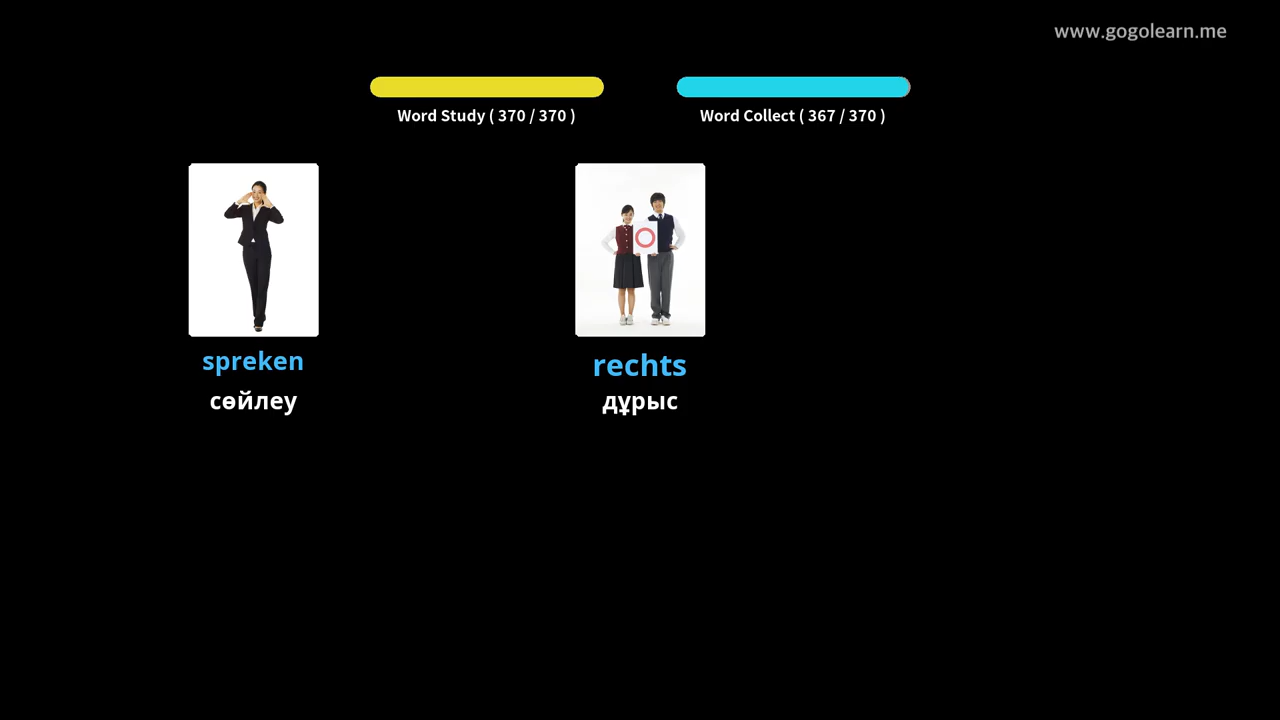 www.gogolearn.me
Word Study ( 370 / 370 )
Word Collect ( 367 / 370 )
spreken
сөйлеу
rechts
дұрыс